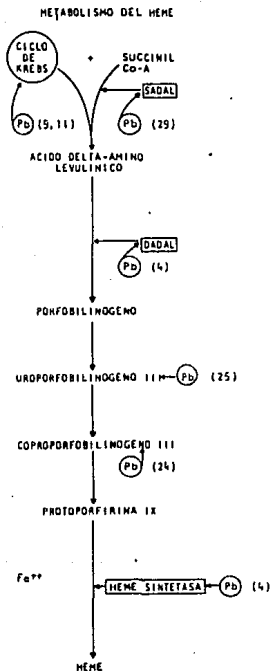 METABOLISMO DEL HEME
CICLO
DE
KREBS
+
SUCCINIL
Co-A
SADAL
Pb (5,11)
Pb (29)
ACIDO DELTA-AMINO
LEVULINICO
DADAL
Pb (4)
PORFOBILINOGENO
UROPORFOBILINOGENO III
Pb (25)
COPROPORFOBILINOGENO III
Pb (24)
PROTOPORFIRINA IX
Fe++
HEME SINTETASA
Pb (4)
HEME